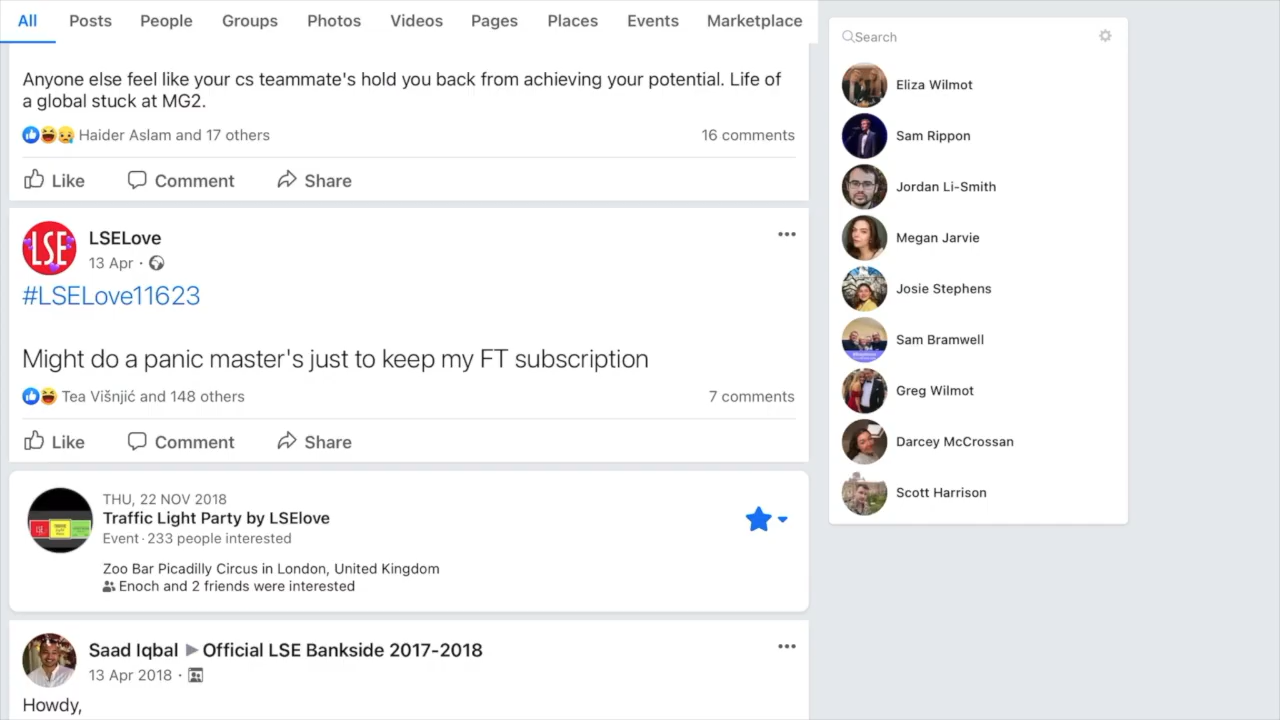 All Posts People Groups Photos Videos Pages Places Events Marketplace
Anyone else feel like your cs teammate's hold you back from achieving your potential. Life of
a global stuck at MG2.
Haider Aslam and 17 others 16 comments
Like Comment Share
LSE
LSELove
13 Apr ·
#LSELove11623
Might do a panic master's just to keep my FT subscription
Tea Višnjić and 148 others 7 comments
Like Comment Share
THU, 22 NOV 2018
Traffic Light Party by LSElove
Event · 233 people interested
Zoo Bar Picadilly Circus in London, United Kingdom
Enoch and 2 friends were interested
Saad Iqbal ▶ Official LSE Bankside 2017-2018
13 Apr 2018 ·
Howdy,
Search
Eliza Wilmot
Sam Rippon
Jordan Li-Smith
Megan Jarvie
Josie Stephens
Sam Bramwell
Greg Wilmot
Darcey McCrossan
Scott Harrison